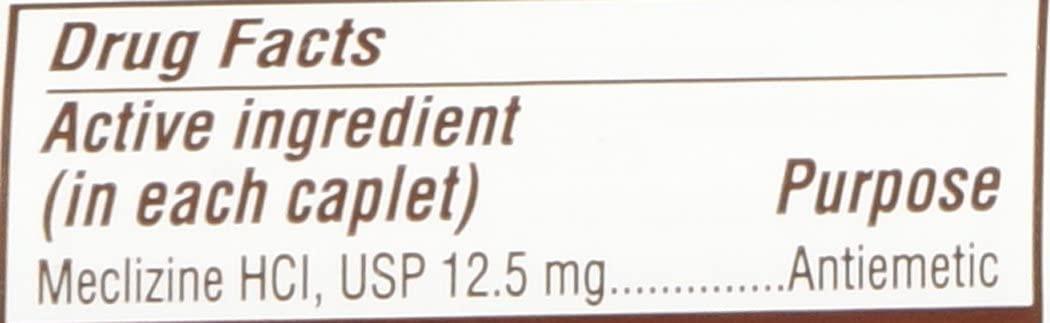 Drug Facts
Active ingredient
(in each caplet) Purpose
Meclizine HCl, USP 12.5 mg..............Antiemetic